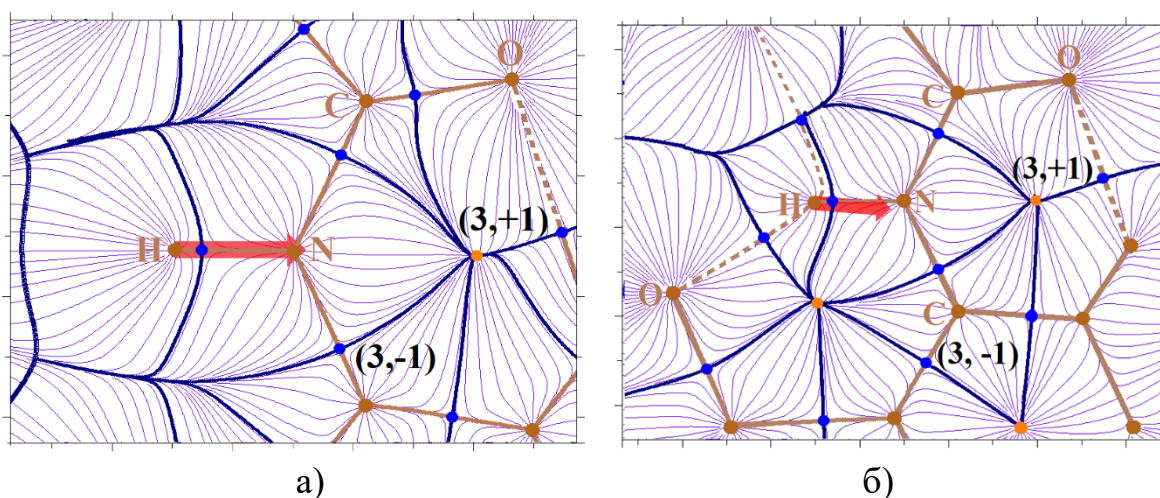 O
C
(3,+1)
H N
(3,-1)
а)
O
C
(3,+1)
H N
O
C
(3, -1)
б)